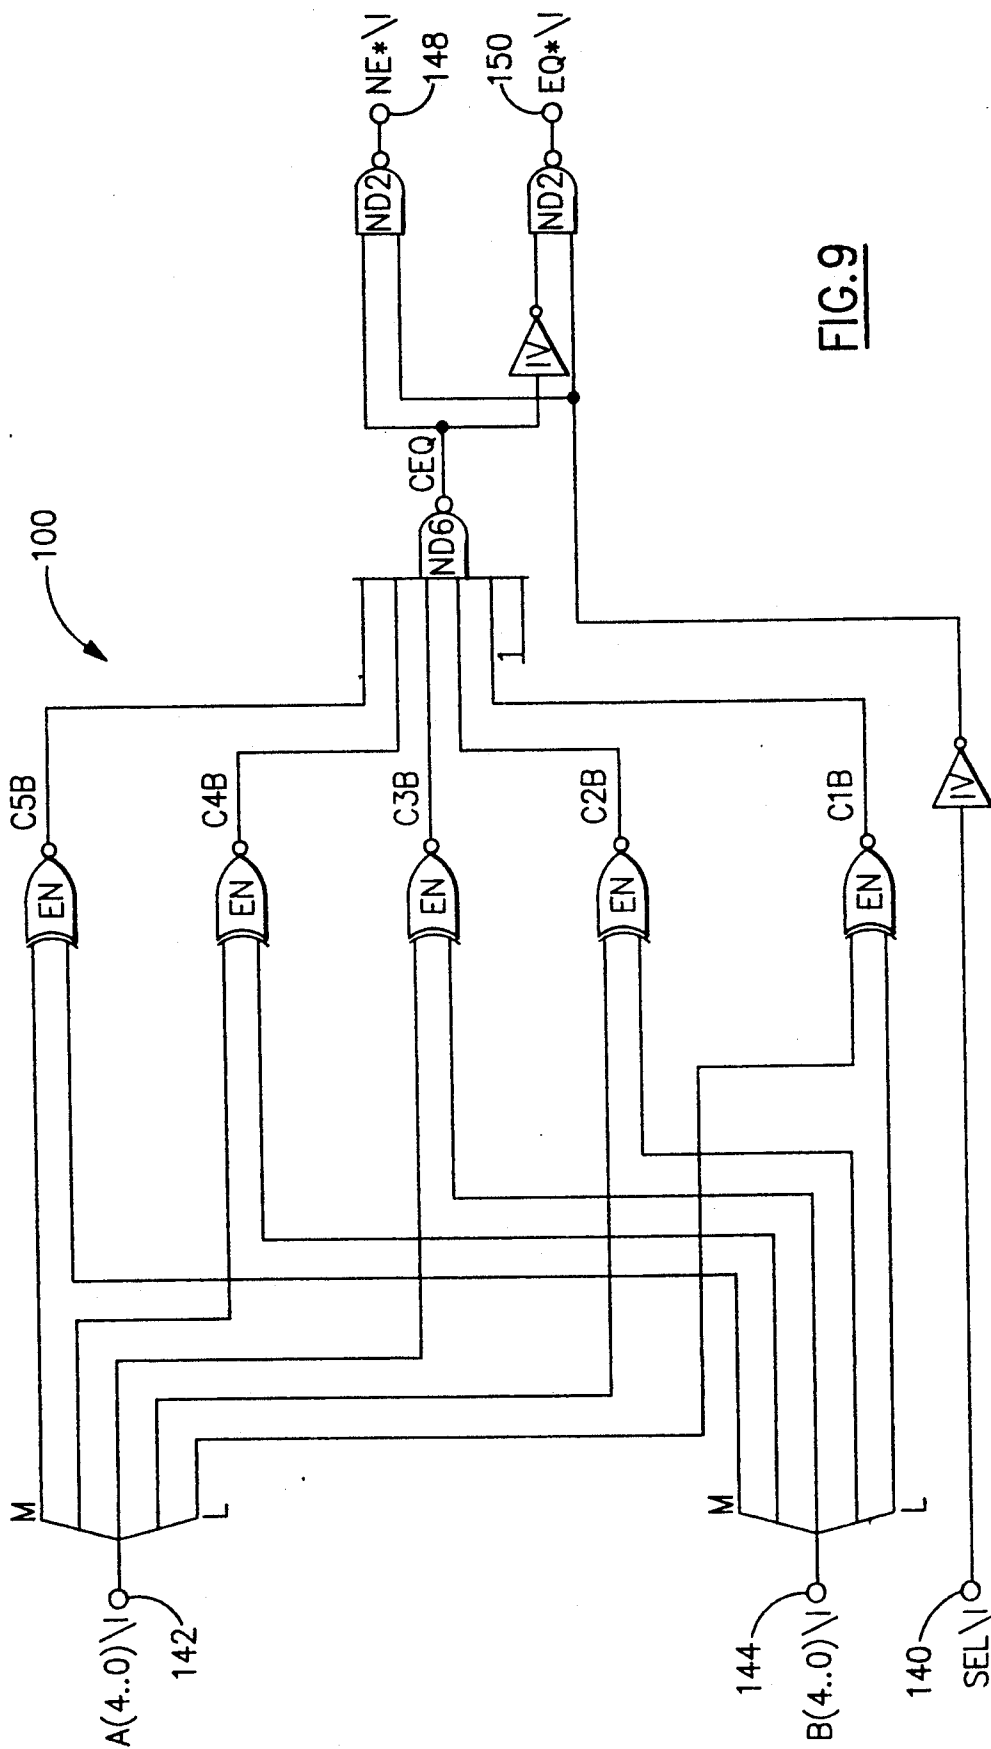 100
A(4..0)\I
142
M
L
B(4..0)\I
144
M
L
SEL\I
140
EN
C5B
EN
C4B
EN
C3B
EN
C2B
EN
C1B
IV
1
ND6
CEQ
IV
ND2
NE*\I
148
ND2
EQ*\I
150
FIG.9